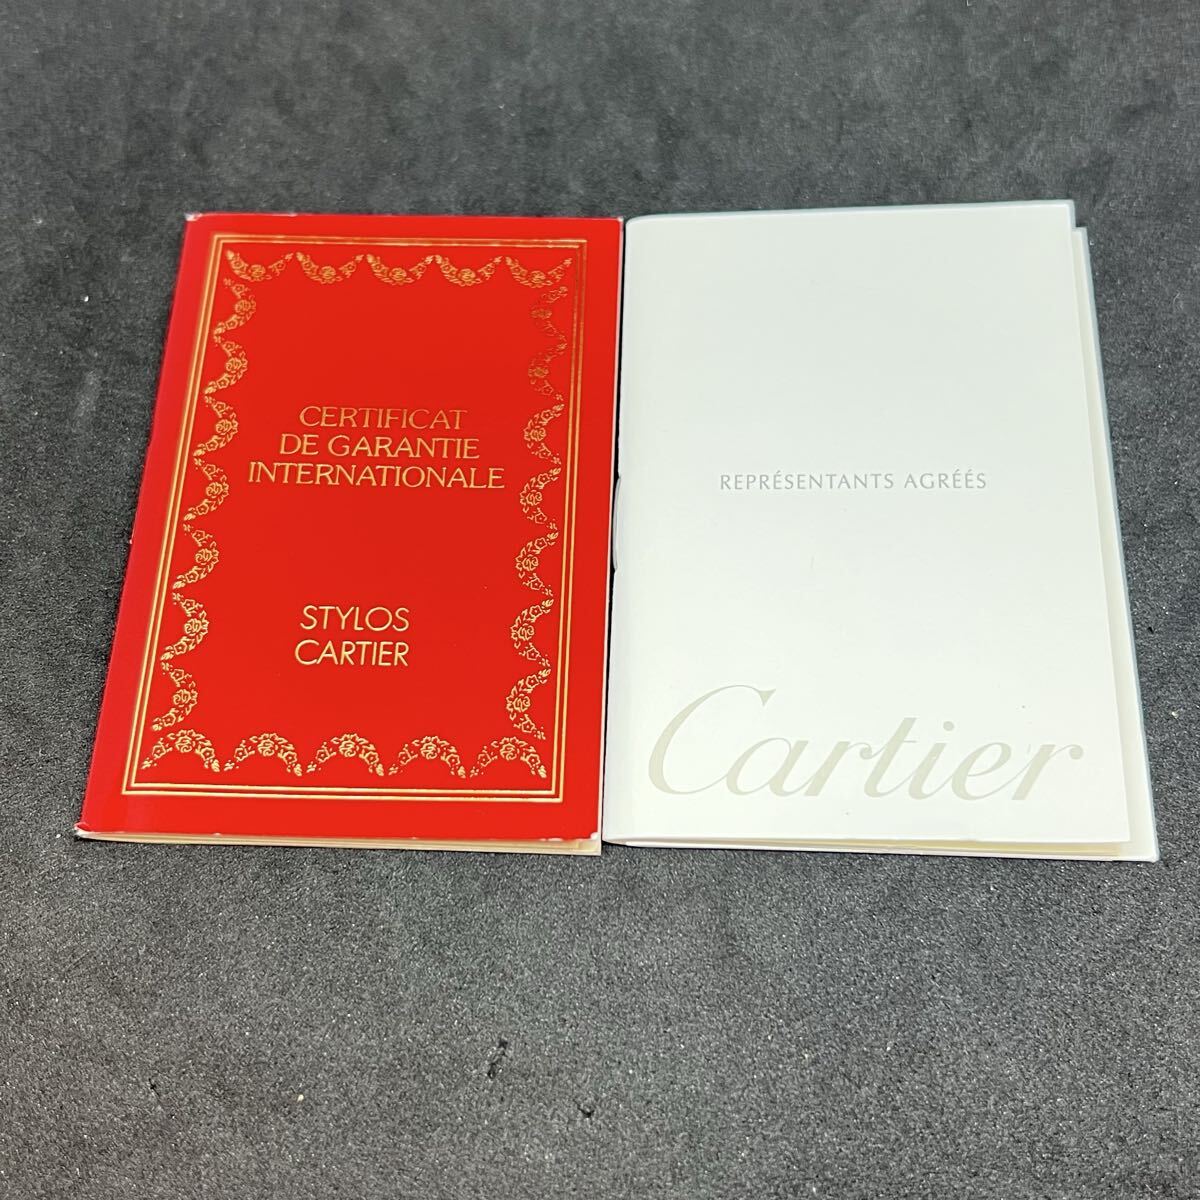 CERTIFICAT
DE GARANTIE
INTERNATIONALE
STYLOS
CARTIER
REPRÉSENTANTS AGRÉÉS
Cartier